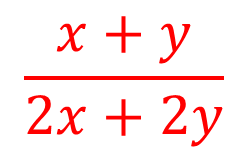 x + y
2x + 2y